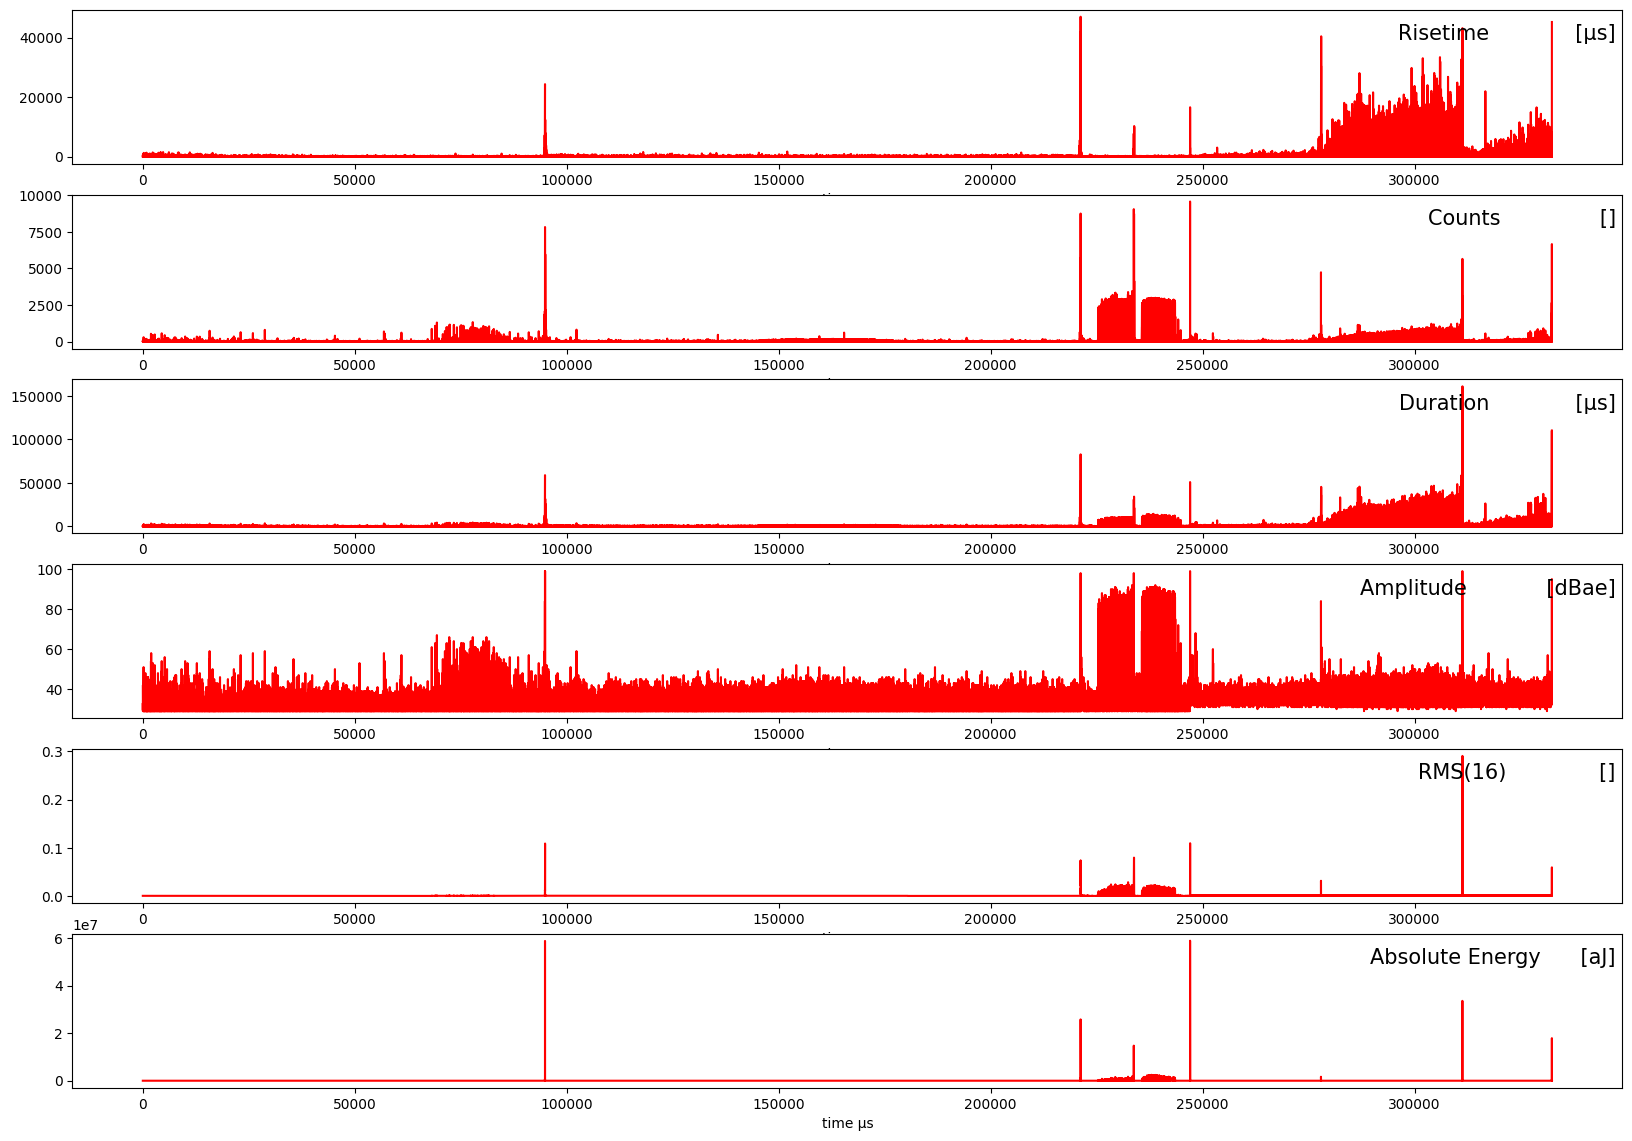 Risetime [µs]
40000
20000
0
0 50000 100000 150000 200000 250000 300000
Counts []
10000
7500
5000
2500
0
0 50000 100000 150000 200000 250000 300000
Duration [µs]
150000
100000
50000
0
0 50000 100000 150000 200000 250000 300000
Amplitude [dBae]
100
80
60
40
0 50000 100000 150000 200000 250000 300000
RMS(16) []
0.3
0.2
0.1
0.0
0 50000 100000 150000 200000 250000 300000
1e7
Absolute Energy [aJ]
6
4
2
0
0 50000 100000 150000 200000 250000 300000
time µs